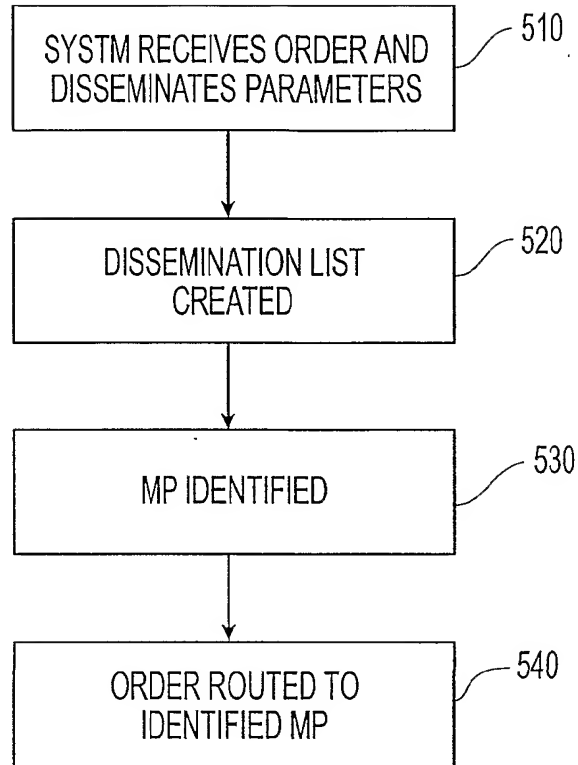 SYSTM RECEIVES ORDER AND
DISSEMINATES PARAMETERS
510
DISSEMINATION LIST
CREATED
520
MP IDENTIFIED
530
ORDER ROUTED TO
IDENTIFIED MP
540